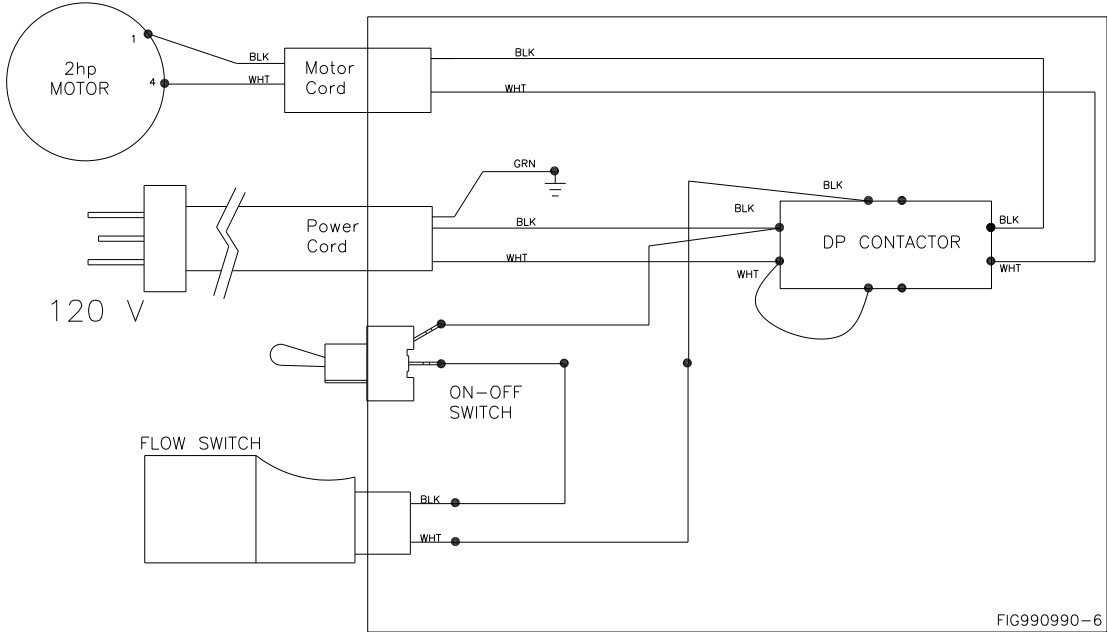 1
BLK
2hp
MOTOR
4
WHT
Motor
Cord
BLK
WHT
GRN
BLK
Power
Cord
BLK
WHT
BLK
WHT
DP CONTACTOR
BLK
WHT
120 V
ON-OFF
SWITCH
FLOW SWITCH
BLK
WHT
FIG990990-6